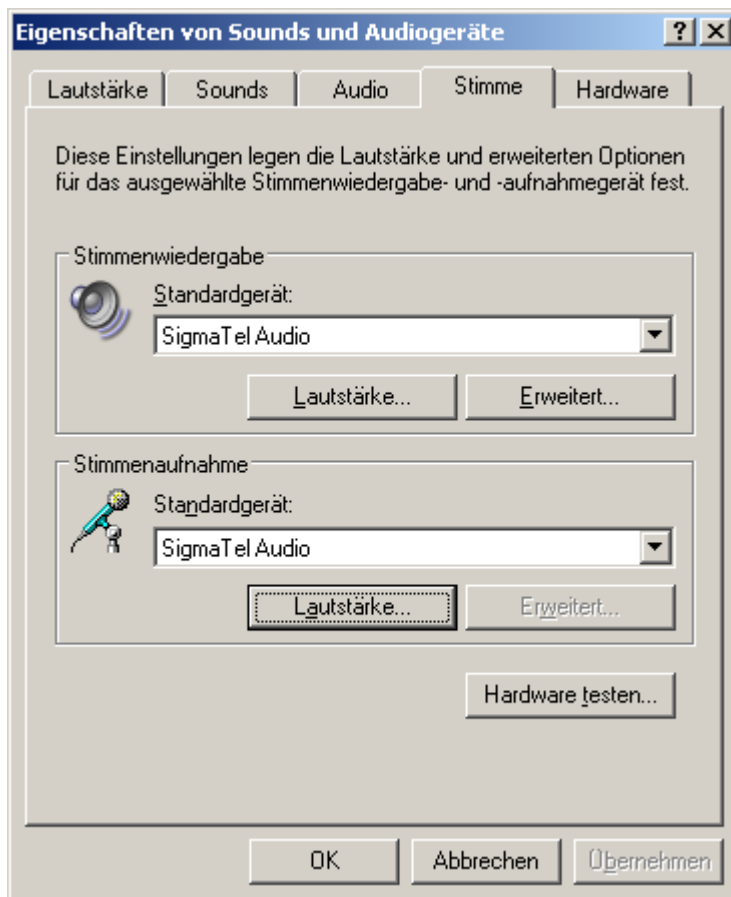 Eigenschaften von Sounds und Audiogeräte
Lautstärke Sounds Audio Stimme Hardware
Diese Einstellungen legen die Lautstärke und erweiterten Optionen
für das ausgewählte Stimmenwiedergabe- und -aufnahmegerät fest.
Stimmenwiedergabe
Standardgerät:
SigmaTel Audio
Lautstärke... Erweitert...
Stimmenaufnahme
Standardgerät:
SigmaTel Audio
Lautstärke... Erweitert...
Hardware testen...
OK Abbrechen Übernehmen